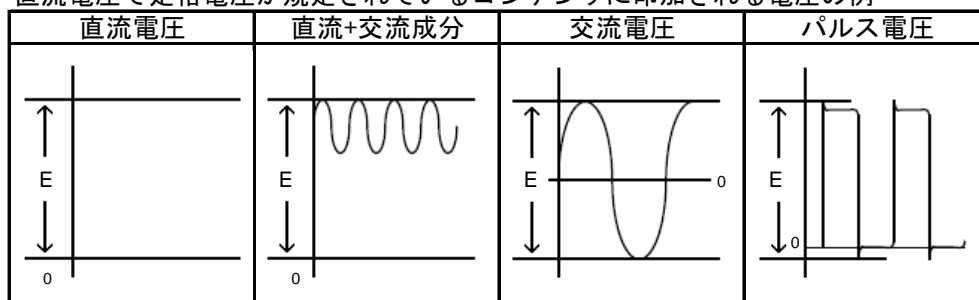 直流電圧で定格電圧が規定されているコンデンサに印加される電圧の例
直流電圧 直流+交流成分 交流電圧 パルス電圧
E E E 0 E 0
0 0